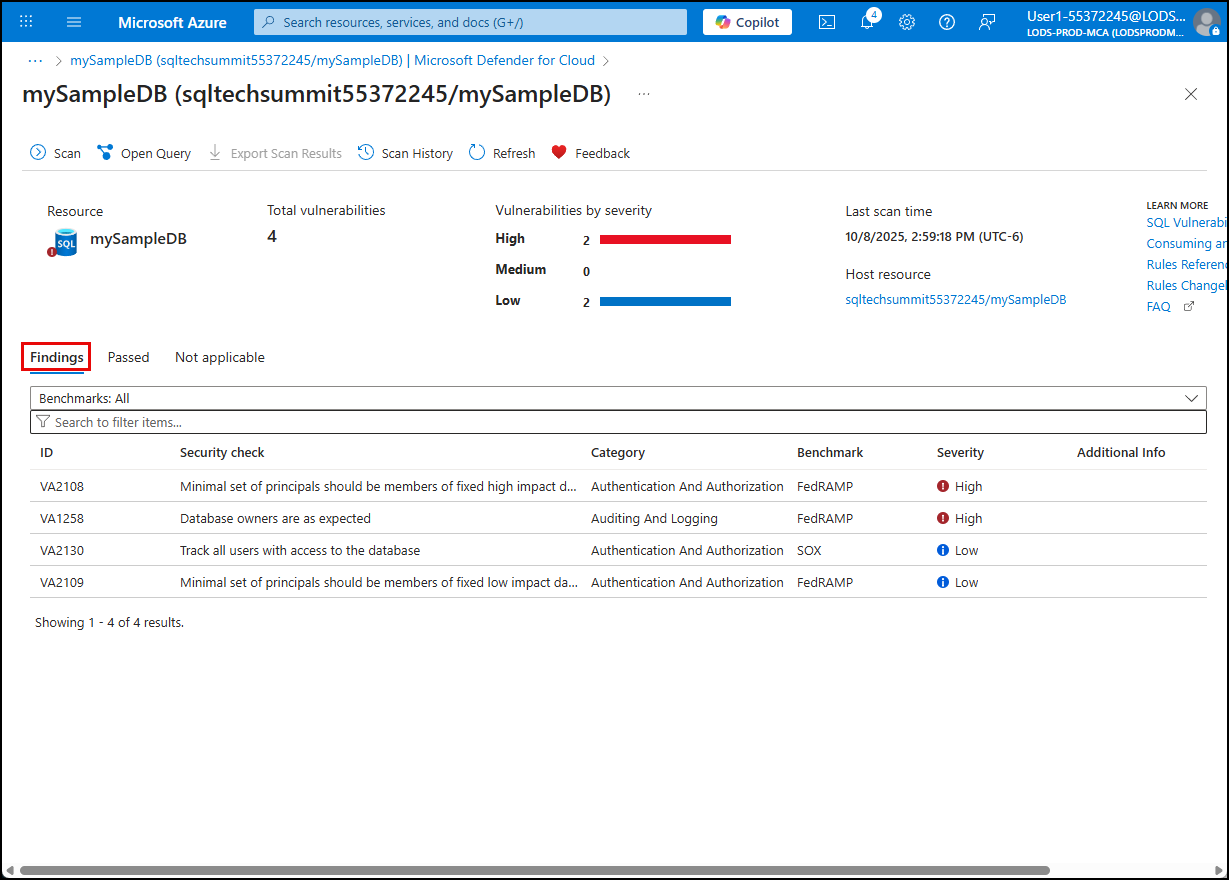 Microsoft Azure
Search resources, services, and docs (G+/)
Copilot
4
User1-55372245@LODS...
LODS-PROD-MCA (LODSPRODM...
... > mySampleDB (sqltechsummit55372245/mySampleDB) | Microsoft Defender for Cloud >
mySampleDB (sqltechsummit55372245/mySampleDB) ...
Scan Open Query Export Scan Results Scan History Refresh Feedback
Resource
SQL
mySampleDB
Total vulnerabilities
4
Vulnerabilities by severity
High 2
Medium 0
Low 2
Last scan time
10/8/2025, 2:59:18 PM (UTC-6)
Host resource
sqltechsummit55372245/mySampleDB
LEARN MORE
SQL Vulnerabi
Consuming an
Rules Referen
Rules Changel
FAQ
Findings Passed Not applicable
Benchmarks: All
Search to filter items...
ID Security check Category Benchmark Severity Additional Info
VA2108 Minimal set of principals should be members of fixed high impact d... Authentication And Authorization FedRAMP High
VA1258 Database owners are as expected Auditing And Logging FedRAMP High
VA2130 Track all users with access to the database Authentication And Authorization SOX Low
VA2109 Minimal set of principals should be members of fixed low impact da... Authentication And Authorization FedRAMP Low
Showing 1 - 4 of 4 results.